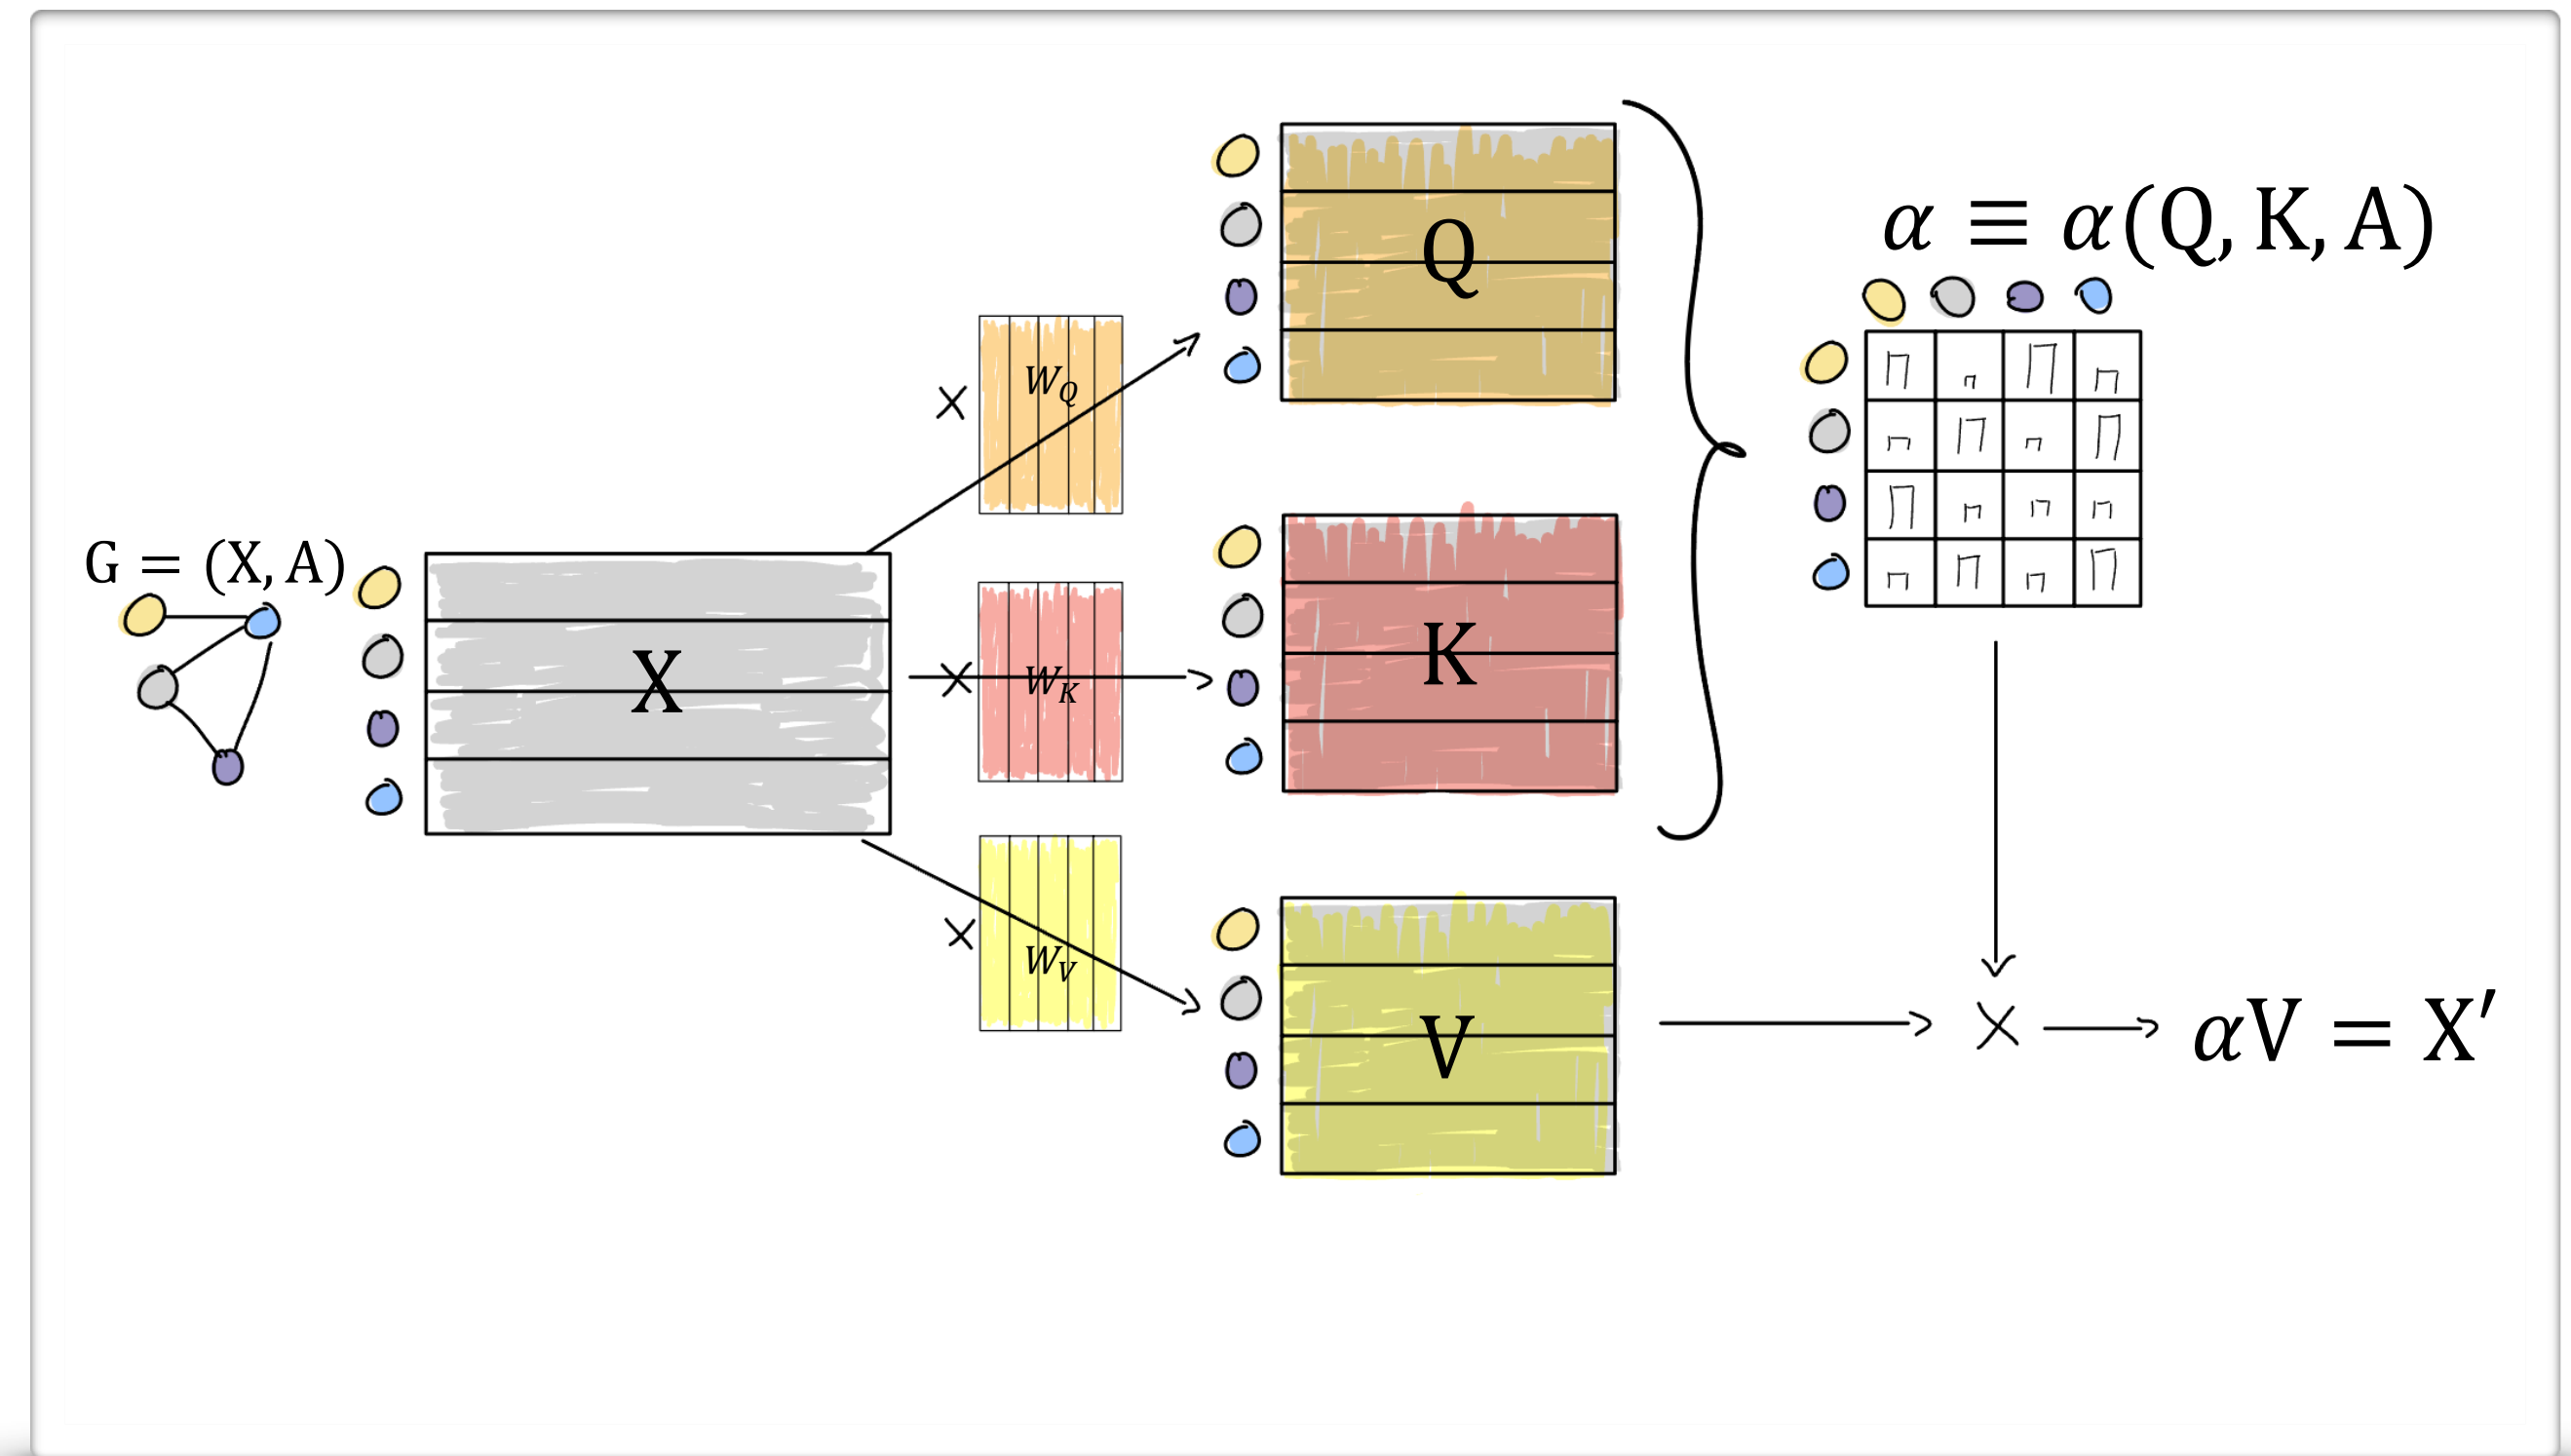 G = (X, A)
X
×
W_Q
×
W_K
×
W_V
Q
K
V
α ≡ α(Q, K, A)
×
αV = X′